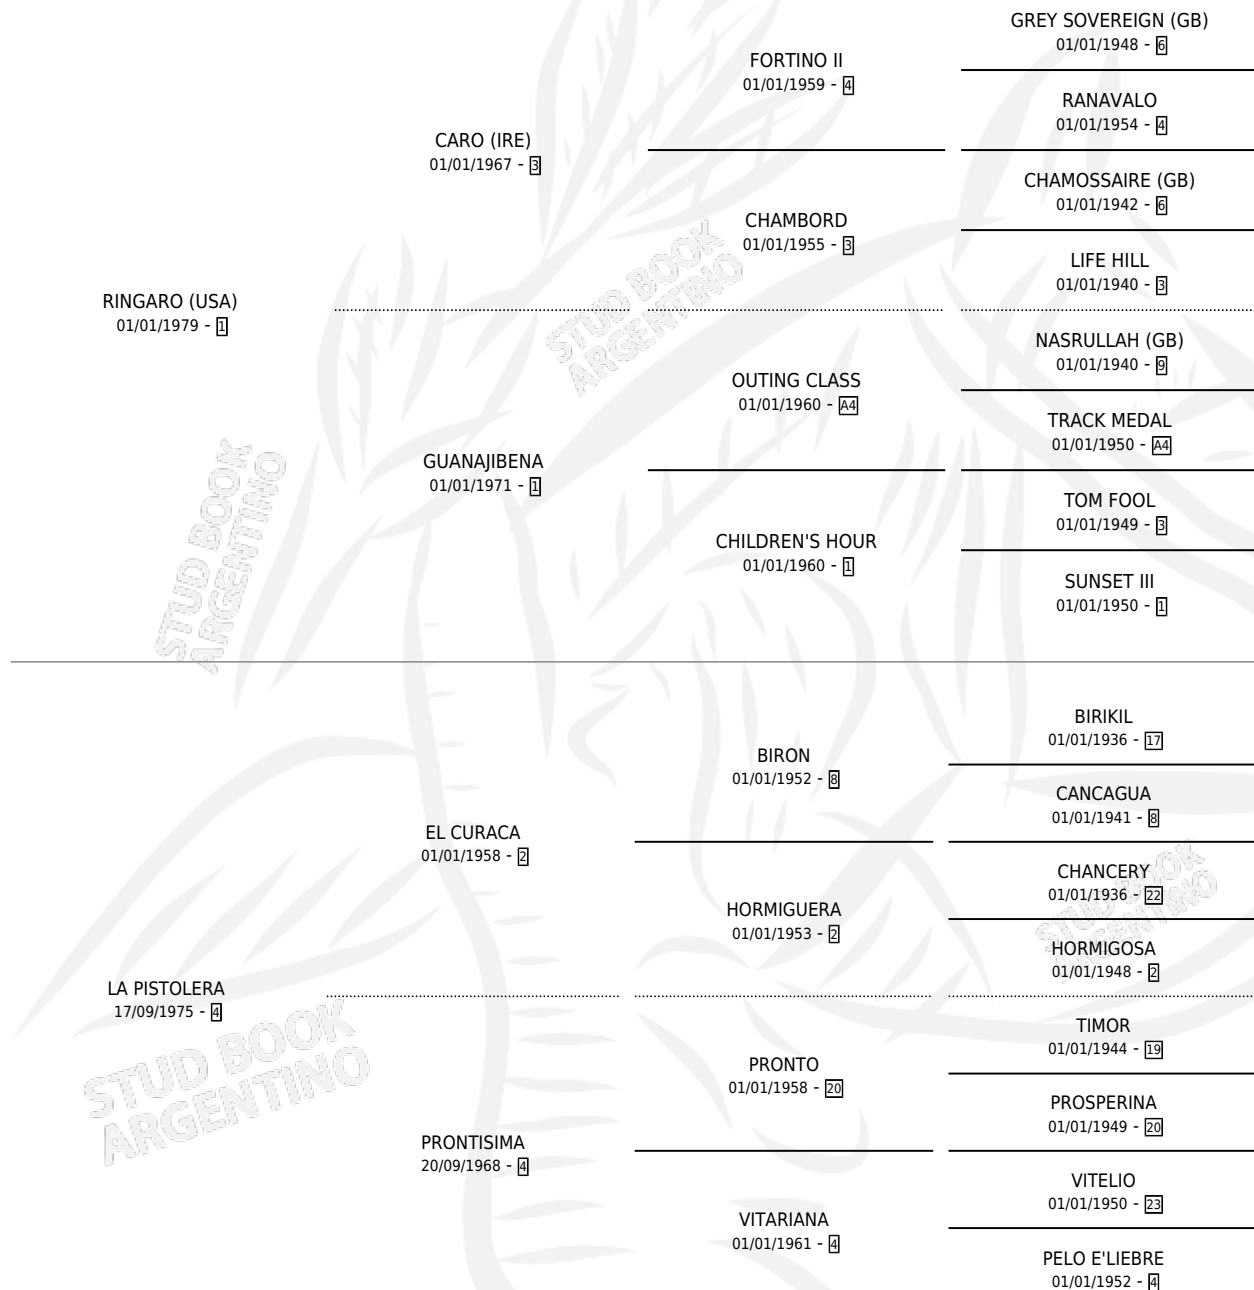 GREY SOVEREIGN (GB)
01/01/1948 - 6
FORTINO II
01/01/1959 - 4
RANAVALO
01/01/1954 - 4
CARO (IRE)
01/01/1967 - 3
CHAMOSSAIRE (GB)
01/01/1942 - 6
CHAMBORD
01/01/1955 - 3
LIFE HILL
01/01/1940 - 3
RINGARO (USA)
01/01/1979 - 1
NASRULLAH (GB)
01/01/1940 - 9
OUTING CLASS
01/01/1960 - A4
TRACK MEDAL
01/01/1950 - A4
GUANAJIBENA
01/01/1971 - 1
TOM FOOL
01/01/1949 - 3
CHILDREN'S HOUR
01/01/1960 - 1
SUNSET III
01/01/1950 - 1
BIRIKIL
01/01/1936 - 17
BIRON
01/01/1952 - 8
CANCAGUA
01/01/1941 - 8
EL CURACA
01/01/1958 - 2
CHANCERY
01/01/1936 - 22
HORMIGUERA
01/01/1953 - 2
HORMIGOSA
01/01/1948 - 2
LA PISTOLERA
17/09/1975 - 4
TIMOR
01/01/1944 - 19
PRONTO
01/01/1958 - 20
PROSPERINA
01/01/1949 - 20
PRONTISIMA
20/09/1968 - 4
VITELIO
01/01/1950 - 23
VITARIANA
01/01/1961 - 4
PELO E'LIEBRE
01/01/1952 - 4
STUD BOOK
ARGENTINO
STUD BOOK
ARGENTINO
STUD BOOK
ARGENTINO
STUD BOOK
ARGENTINO